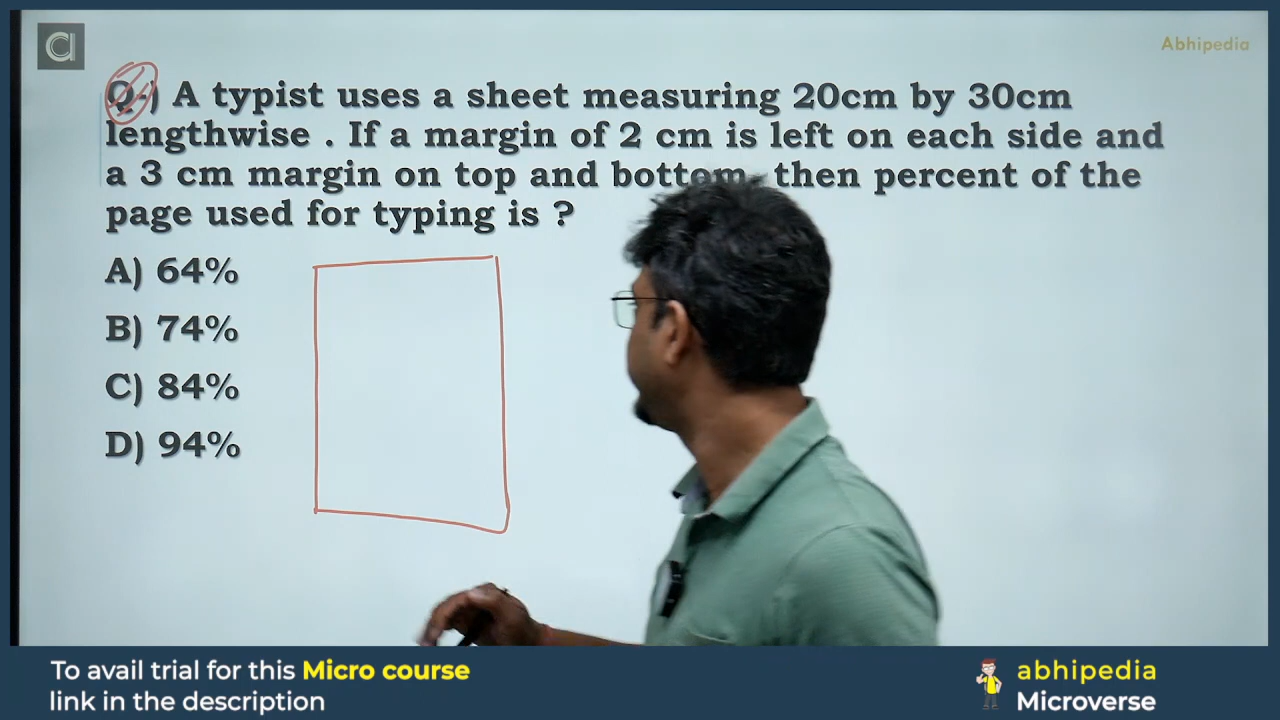 Abhipedia
Q-) A typist uses a sheet measuring 20cm by 30cm
lengthwise . If a margin of 2 cm is left on each side and
a 3 cm margin on top and bottom, then percent of the
page used for typing is ?
A) 64%
B) 74%
C) 84%
D) 94%
To avail trial for this Micro course
link in the description
abhipedia
Microverse